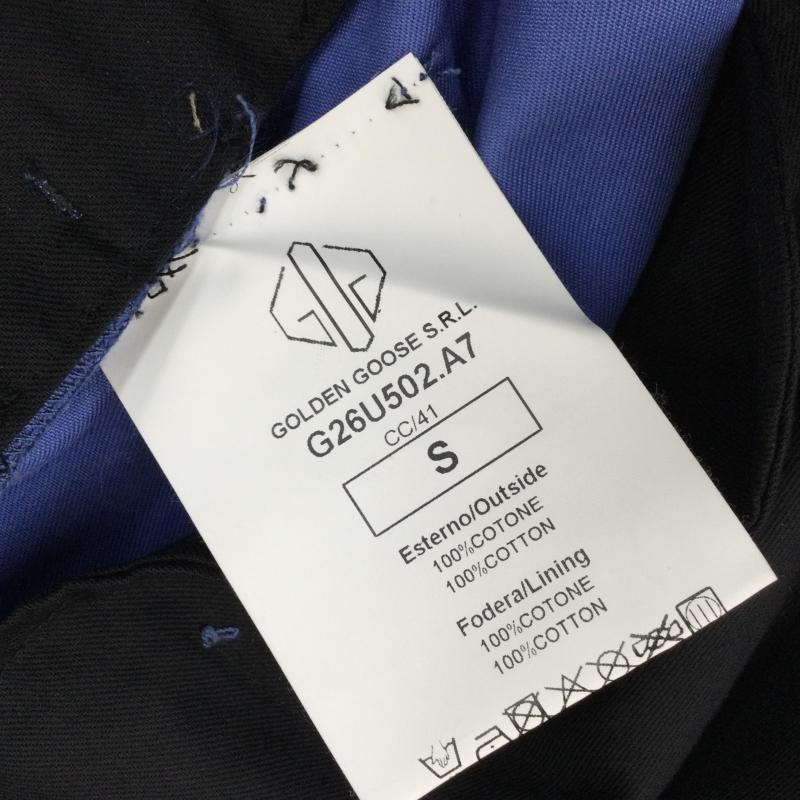 GOLDEN GOOSE S.R.L.
G26U502.A7
CC/41
S
Esterno/Outside
100%COTONE
100%COTTON
Fodera/Lining
100%COTONE
100%COTTON